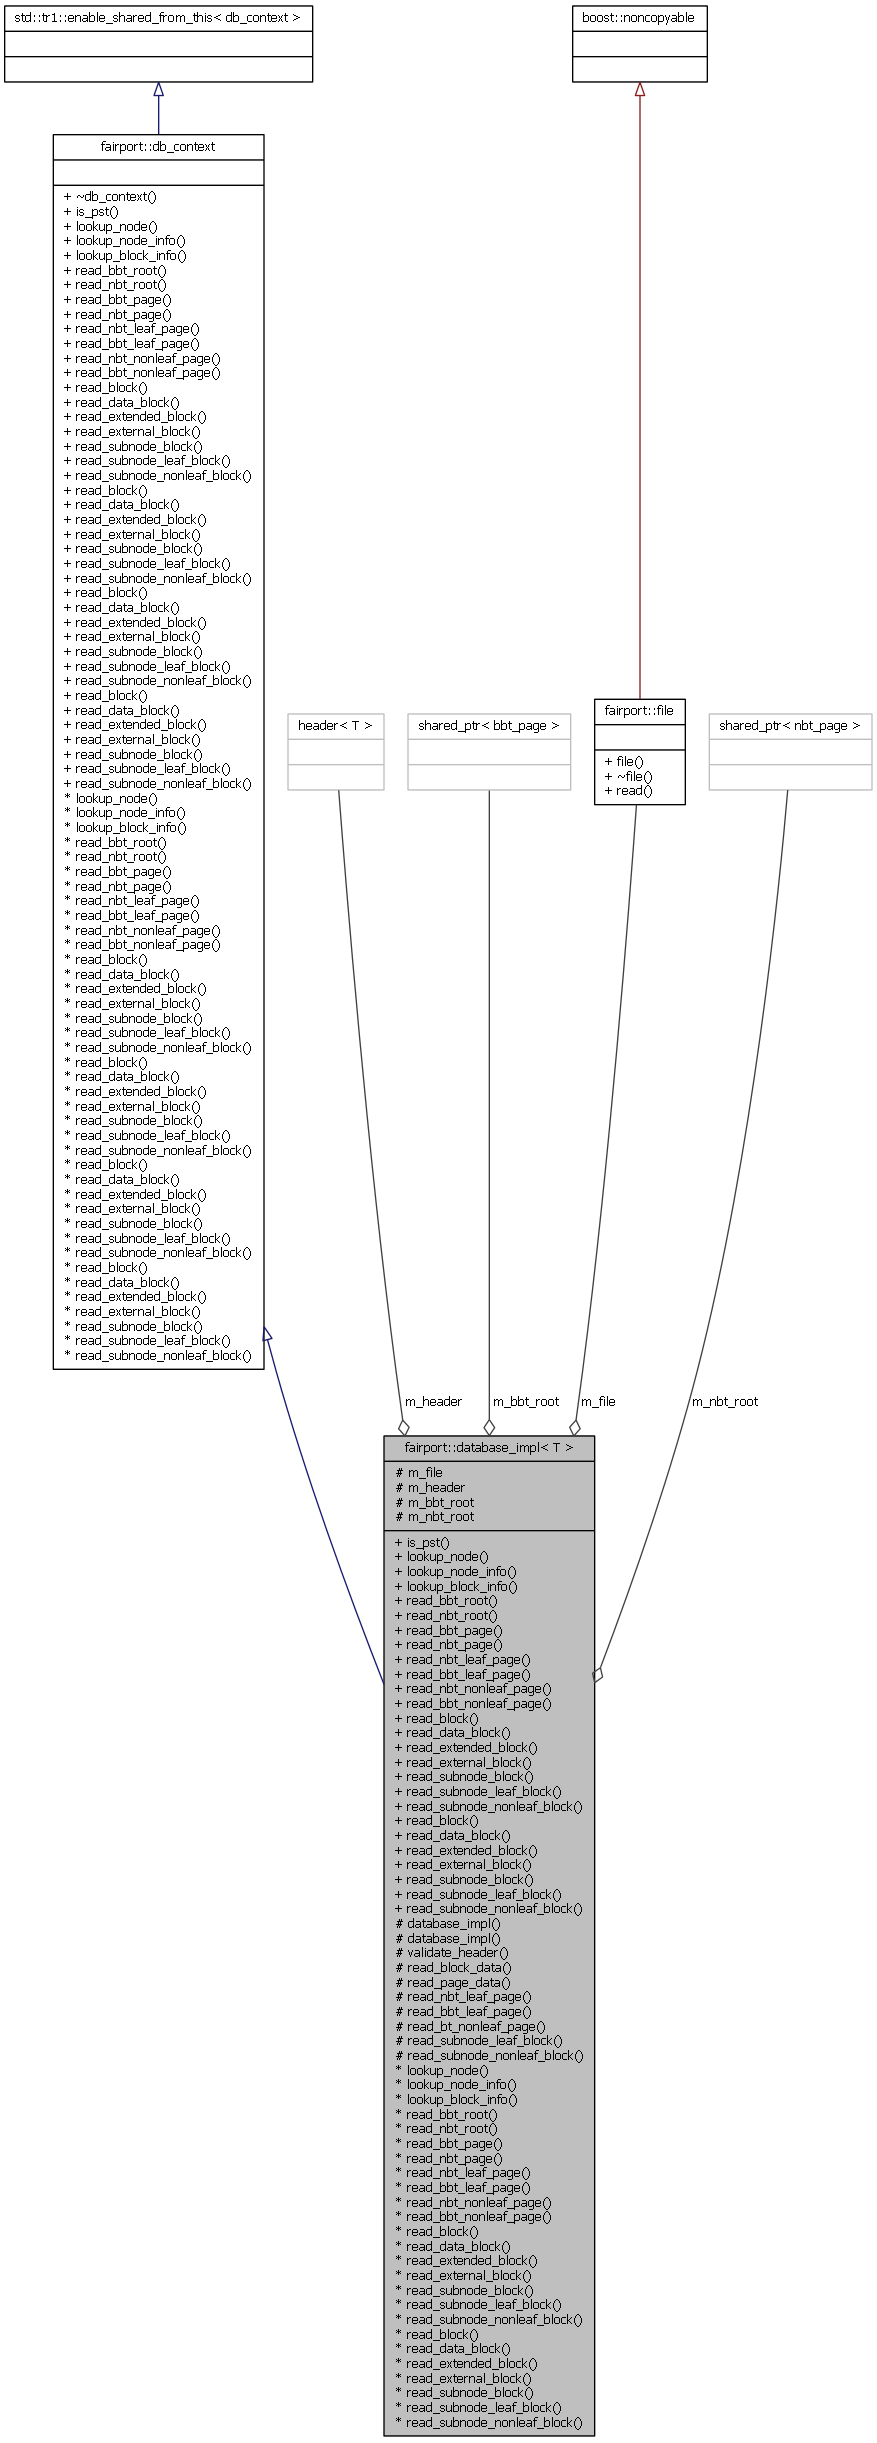 std::tr1::enable_shared_from_this< db_context >
boost::noncopyable
fairport::db_context
+ ~db_context()
+ is_pst()
+ lookup_node()
+ lookup_node_info()
+ lookup_block_info()
+ read_bbt_root()
+ read_nbt_root()
+ read_bbt_page()
+ read_nbt_page()
+ read_nbt_leaf_page()
+ read_bbt_leaf_page()
+ read_nbt_nonleaf_page()
+ read_bbt_nonleaf_page()
+ read_block()
+ read_data_block()
+ read_extended_block()
+ read_external_block()
+ read_subnode_block()
+ read_subnode_leaf_block()
+ read_subnode_nonleaf_block()
+ read_block()
+ read_data_block()
+ read_extended_block()
+ read_external_block()
+ read_subnode_block()
+ read_subnode_leaf_block()
+ read_subnode_nonleaf_block()
+ read_block()
+ read_data_block()
+ read_extended_block()
+ read_external_block()
+ read_subnode_block()
+ read_subnode_leaf_block()
+ read_subnode_nonleaf_block()
+ read_block()
+ read_data_block()
+ read_extended_block()
+ read_external_block()
+ read_subnode_block()
+ read_subnode_leaf_block()
+ read_subnode_nonleaf_block()
* lookup_node()
* lookup_node_info()
* lookup_block_info()
* read_bbt_root()
* read_nbt_root()
* read_bbt_page()
* read_nbt_page()
* read_nbt_leaf_page()
* read_bbt_leaf_page()
* read_nbt_nonleaf_page()
* read_bbt_nonleaf_page()
* read_block()
* read_data_block()
* read_extended_block()
* read_external_block()
* read_subnode_block()
* read_subnode_leaf_block()
* read_subnode_nonleaf_block()
* read_block()
* read_data_block()
* read_extended_block()
* read_external_block()
* read_subnode_block()
* read_subnode_leaf_block()
* read_subnode_nonleaf_block()
* read_block()
* read_data_block()
* read_extended_block()
* read_external_block()
* read_subnode_block()
* read_subnode_leaf_block()
* read_subnode_nonleaf_block()
* read_block()
* read_data_block()
* read_extended_block()
* read_external_block()
* read_subnode_block()
* read_subnode_leaf_block()
* read_subnode_nonleaf_block()
header< T >
shared_ptr< bbt_page >
fairport::file
+ file()
+ ~file()
+ read()
shared_ptr< nbt_page >
m_header
m_bbt_root
m_file
m_nbt_root
fairport::database_impl< T >
# m_file
# m_header
# m_bbt_root
# m_nbt_root
+ is_pst()
+ lookup_node()
+ lookup_node_info()
+ lookup_block_info()
+ read_bbt_root()
+ read_nbt_root()
+ read_bbt_page()
+ read_nbt_page()
+ read_nbt_leaf_page()
+ read_bbt_leaf_page()
+ read_nbt_nonleaf_page()
+ read_bbt_nonleaf_page()
+ read_block()
+ read_data_block()
+ read_extended_block()
+ read_external_block()
+ read_subnode_block()
+ read_subnode_leaf_block()
+ read_subnode_nonleaf_block()
+ read_block()
+ read_data_block()
+ read_extended_block()
+ read_external_block()
+ read_subnode_block()
+ read_subnode_leaf_block()
+ read_subnode_nonleaf_block()
# database_impl()
# database_impl()
# validate_header()
# read_block_data()
# read_page_data()
# read_nbt_leaf_page()
# read_bbt_leaf_page()
# read_bt_nonleaf_page()
# read_subnode_leaf_block()
# read_subnode_nonleaf_block()
* lookup_node()
* lookup_node_info()
* lookup_block_info()
* read_bbt_root()
* read_nbt_root()
* read_bbt_page()
* read_nbt_page()
* read_nbt_leaf_page()
* read_bbt_leaf_page()
* read_nbt_nonleaf_page()
* read_bbt_nonleaf_page()
* read_block()
* read_data_block()
* read_extended_block()
* read_external_block()
* read_subnode_block()
* read_subnode_leaf_block()
* read_subnode_nonleaf_block()
* read_block()
* read_data_block()
* read_extended_block()
* read_external_block()
* read_subnode_block()
* read_subnode_leaf_block()
* read_subnode_nonleaf_block()